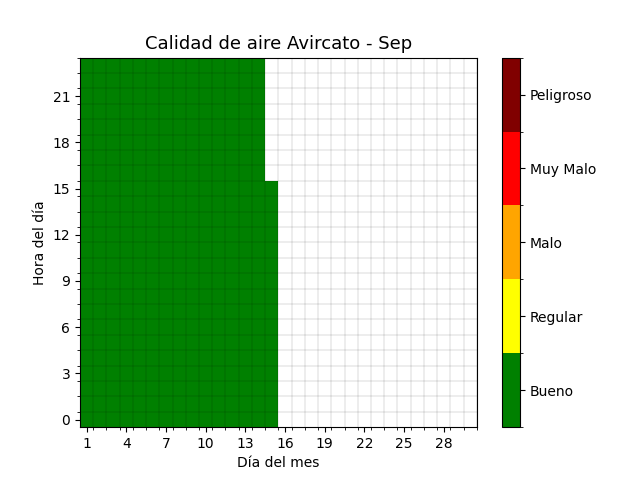 Calidad de aire Avircato - Sep
Hora del día
21
18
15
12
9
6
3
0
1 4 7 10 13 16 19 22 25 28
Día del mes
Peligroso
Muy Malo
Malo
Regular
Bueno